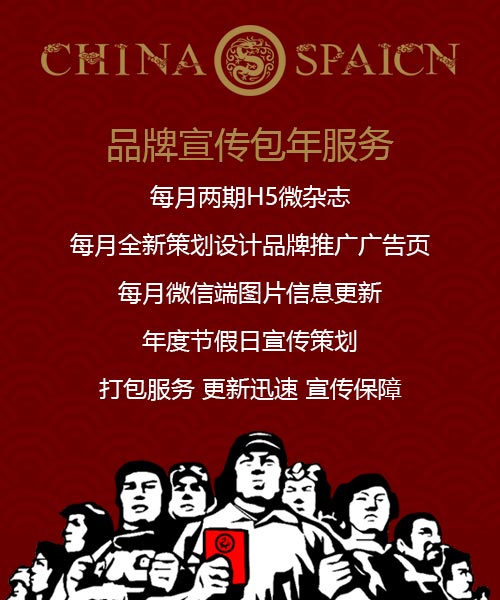 CHINA SPAICN
品牌宣传包年服务
每月两期H5微杂志
每月全新策划设计品牌推广广告页
每月微信端图片信息更新
年度节假日宣传策划
打包服务 更新迅速 宣传保障